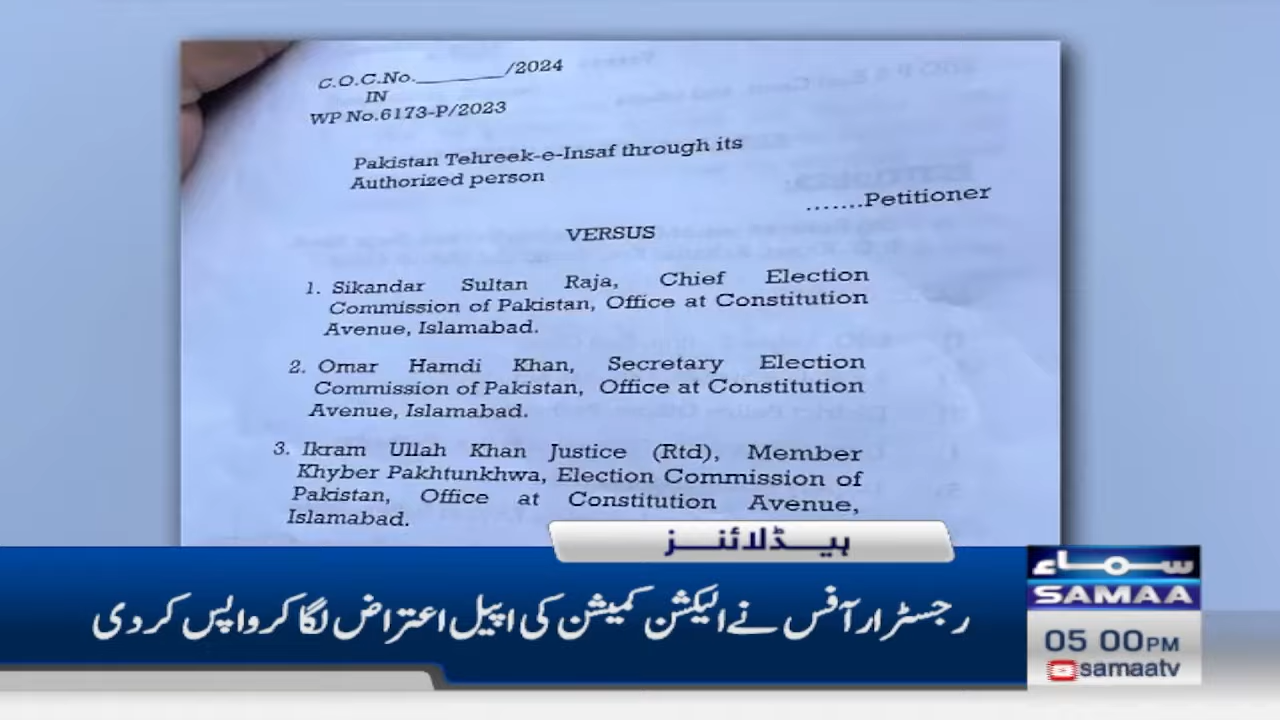 C.O.C.No.________/2024
IN
WP No.6173-P/2023
Pakistan Tehreek-e-Insaf through its
Authorized person
.......Petitioner
VERSUS
1. Sikandar Sultan Raja, Chief Election
Commission of Pakistan, Office at Constitution
Avenue, Islamabad.
2. Omar Hamdi Khan, Secretary Election
Commission of Pakistan, Office at Constitution
Avenue, Islamabad.
3. Ikram Ullah Khan Justice (Rtd), Member
Khyber Pakhtunkhwa, Election Commission of
Pakistan, Office at Constitution Avenue,
Islamabad.
ہیڈلائنز
رجسٹرار آفس نے الیکشن کمیشن کی اپیل اعتراض لگا کر واپس کر دی
سماء
SAMAA
05 00PM
samaatv